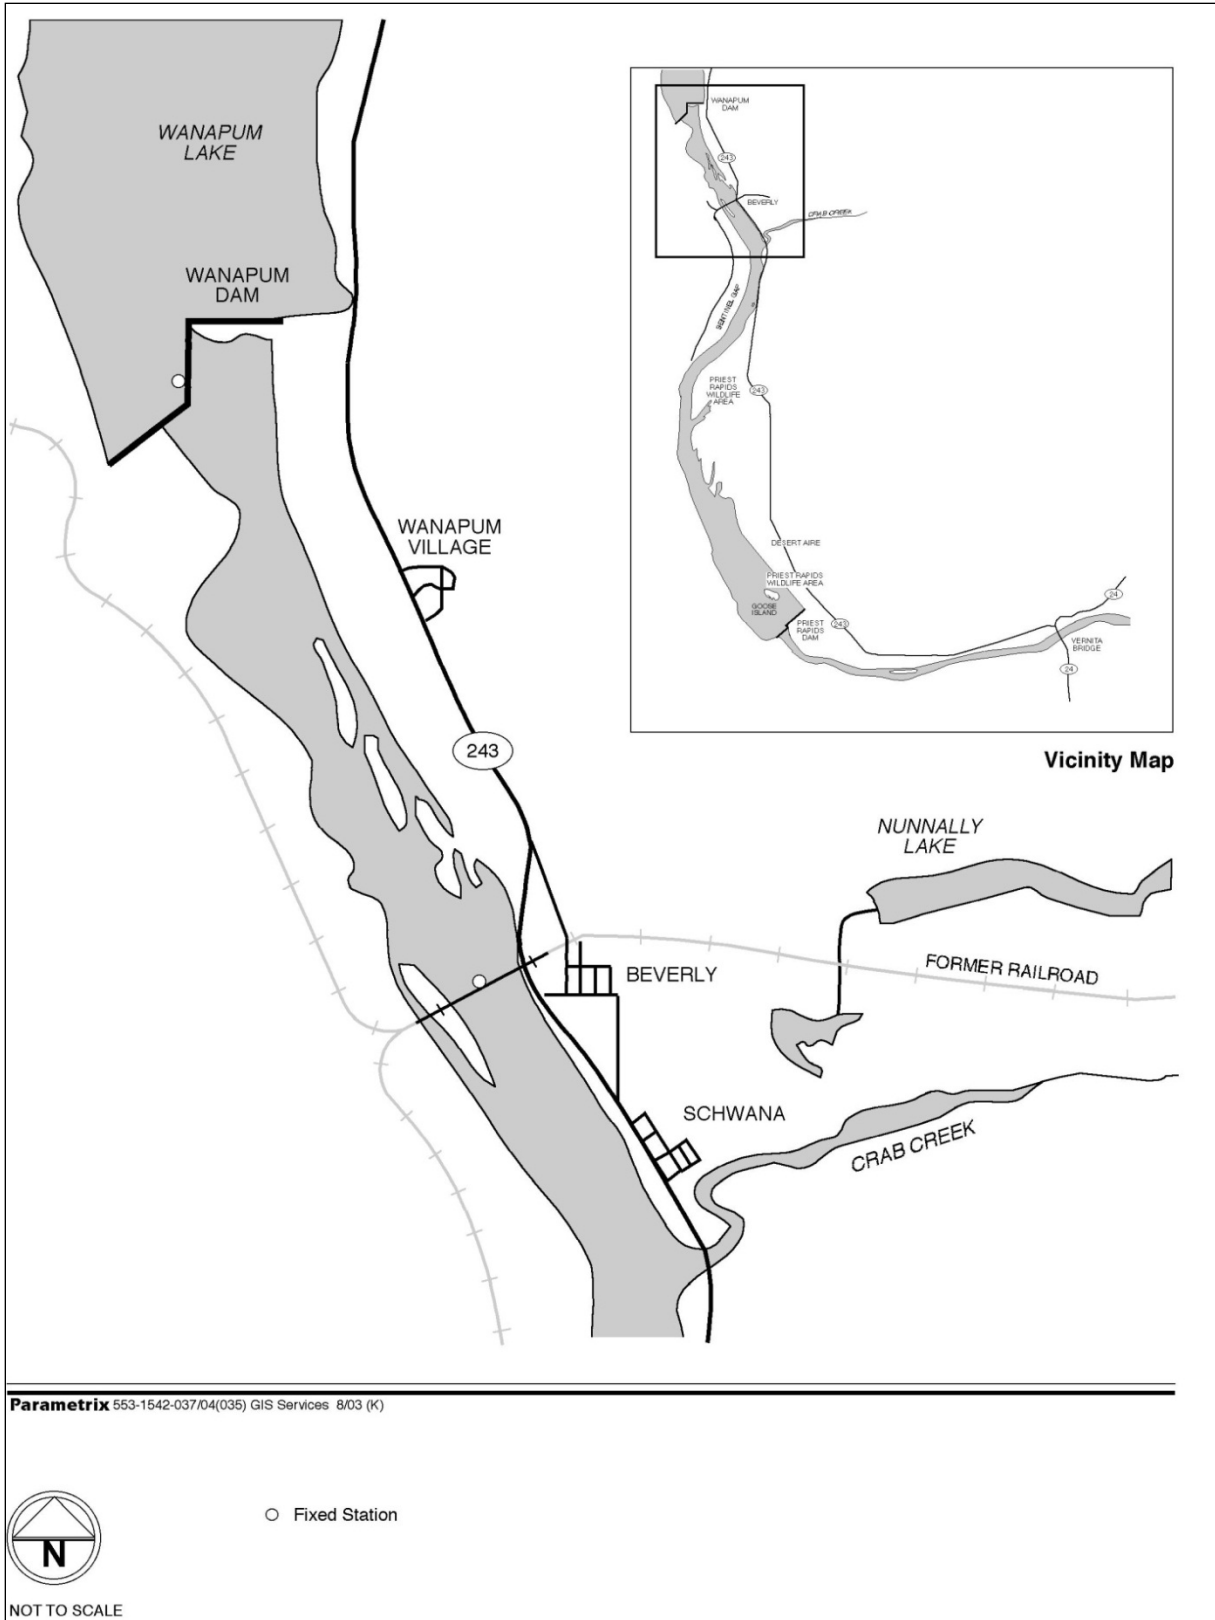 WANAPUM
LAKE
WANAPUM
DAM
WANAPUM
VILLAGE
243
BEVERLY
SCHWANA
NUNNALLY
LAKE
FORMER RAILROAD
CRAB CREEK
WANAPUM
DAM
243
BEVERLY
CRAB CREEK
SENTINEL GAP
PRIEST
RAPIDS
WILDLIFE
AREA
243
DESERT AIRE
PRIEST RAPIDS
WILDLIFE AREA
GOOSE
ISLAND
PRIEST
RAPIDS
DAM
243
24
VERNITA
BRIDGE
24
Vicinity Map
Parametrix 553-1542-037/04(035) GIS Services 8/03 (K)
N
NOT TO SCALE
Fixed Station